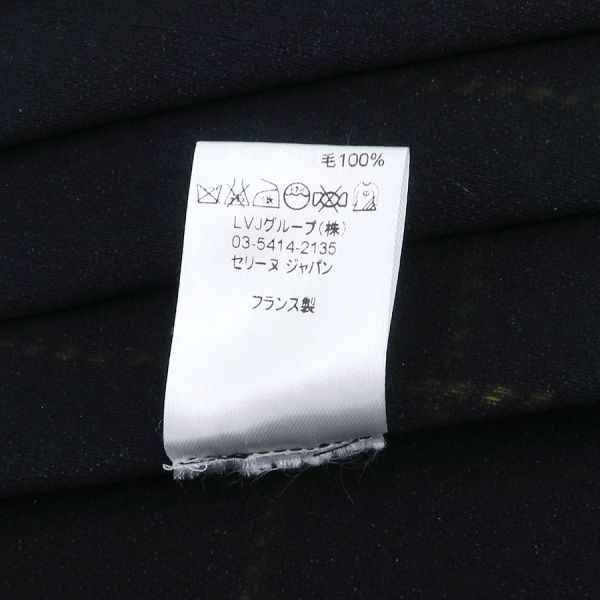 毛100%
LVJグループ(株)
03-5414-2135
セリーヌ ジャパン
フランス製